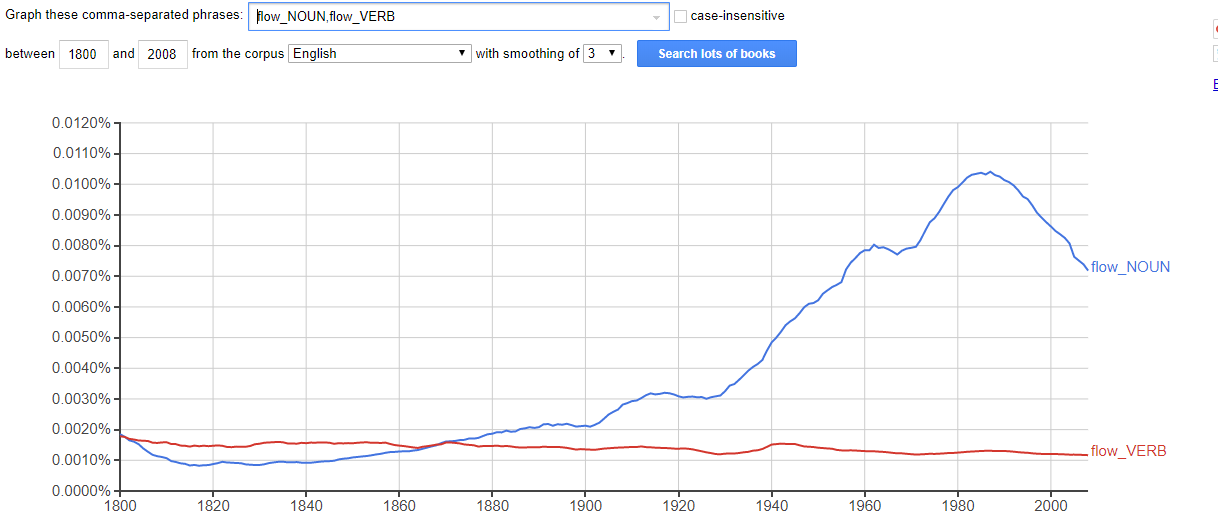 Graph these comma-separated phrases: flow_NOUN,flow_VERB case-insensitive
between 1800 and 2008 from the corpus English with smoothing of 3 . Search lots of books
0.0120%
0.0110%
0.0100%
0.0090%
0.0080%
0.0070%
flow_NOUN
0.0060%
0.0050%
0.0040%
0.0030%
0.0020%
0.0010%
flow_VERB
0.0000%
1800 1820 1840 1860 1880 1900 1920 1940 1960 1980 2000